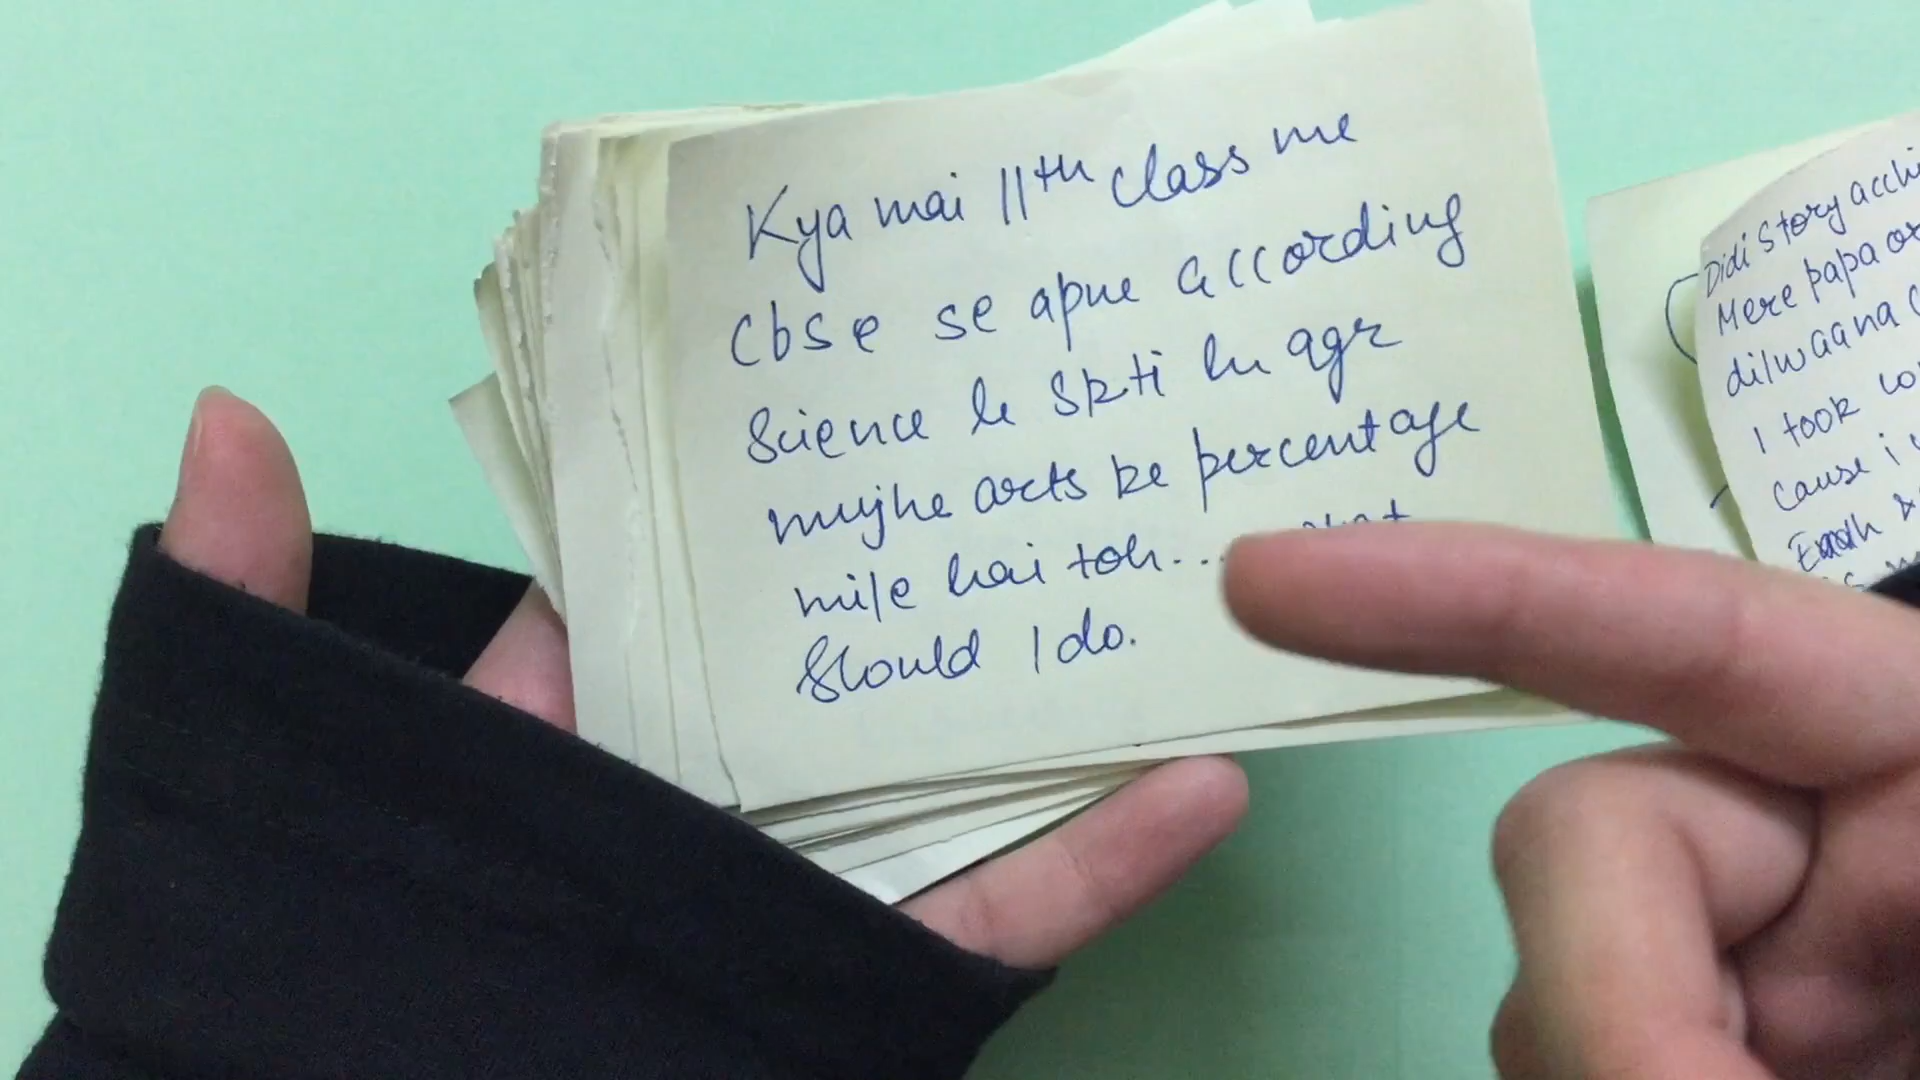 Kya mai 11th class me
cbse se apne according
Science le skti hu agr
mujhe arts ke percentage
mile hai toh...
Should I do.
Didi Story
Mere papa
dilwaana
I took
cause i